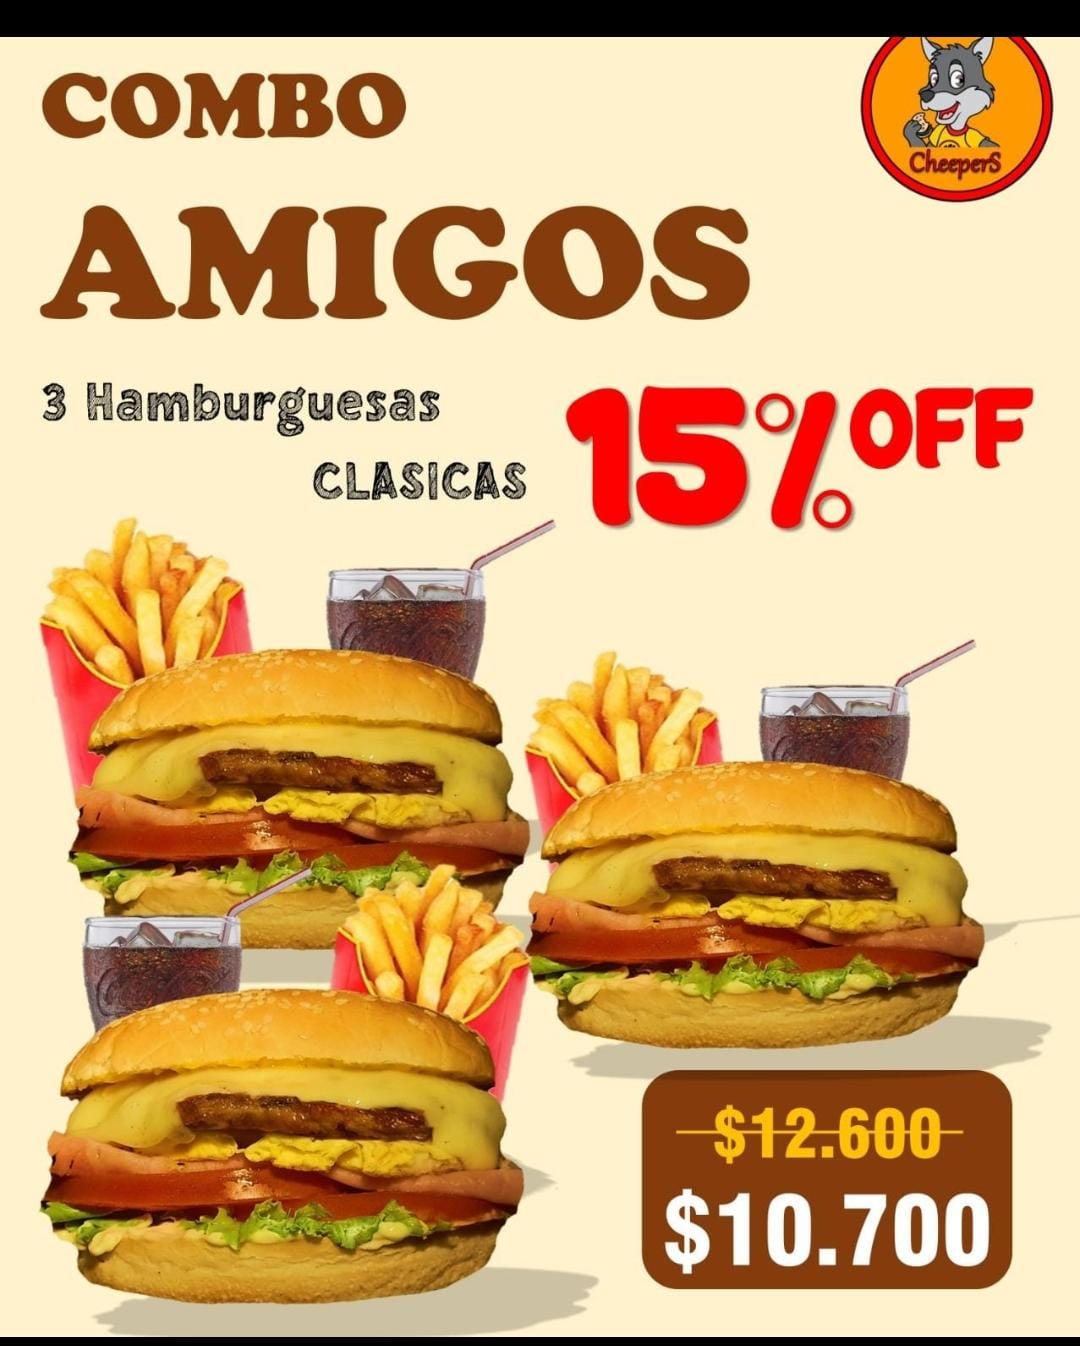 COMBO
CheeperS
AMIGOS
3 Hamburguesas
CLASICAS
15% OFF
$12.600
$10.700